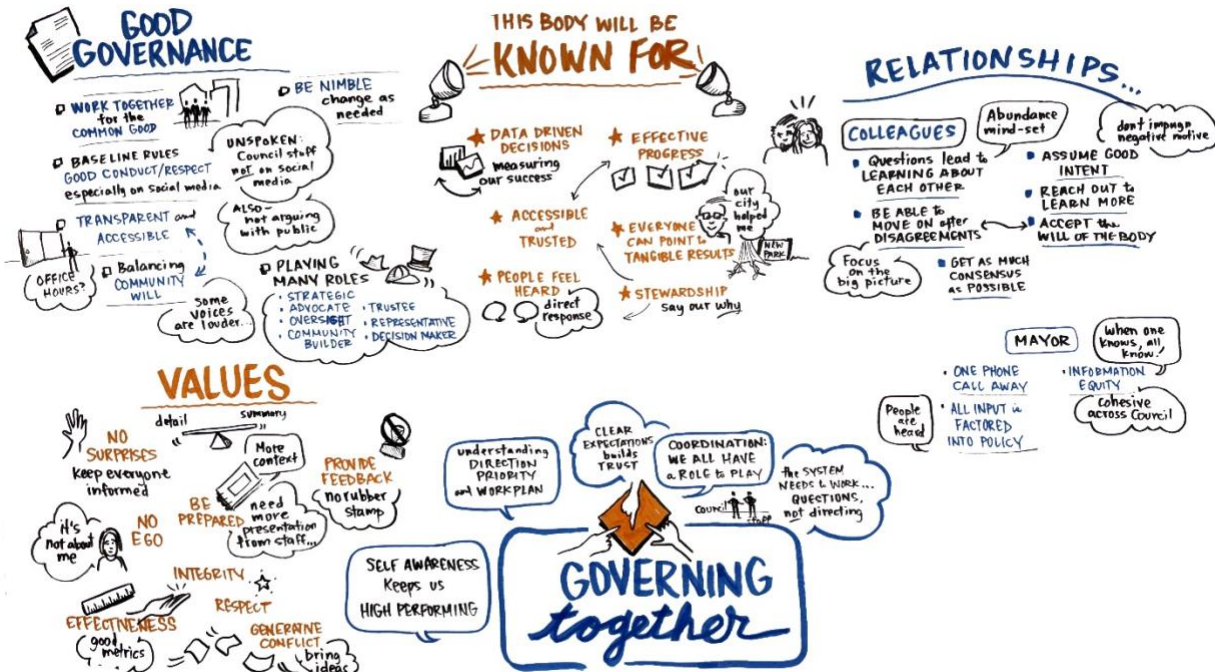 GOOD
GOVERNANCE
WORK TOGETHER
for the
COMMON GOOD
BE NIMBLE
change as
needed
BASELINE RULES
GOOD CONDUCT/RESPECT
especially on social media
UNSPOKEN:
Council staff
not on social
media
ALSO-
not arguing
with public
TRANSPARENT and
ACCESSIBLE
OFFICE
HOURS?
Balancing
COMMUNITY
WILL
some
voices
are louder...
PLAYING
MANY ROLES
• STRATEGIC
• ADVOCATE
• OVERSIGHT
• COMMUNITY
BUILDER
• TRUSTEE
• REPRESENTATIVE
• DECISION MAKER
THIS BODY WILL BE
KNOWN FOR
DATA DRIVEN
DECISIONS
measuring
our success
EFFECTIVE
PROGRESS
ACCESSIBLE
and
TRUSTED
EVERYONE
CAN POINT to
TANGIBLE RESULTS
our
city
helped
me
NEW
PARK
PEOPLE FEEL
HEARD
direct
response
STEWARDSHIP
say our why
RELATIONSHIPS...
COLLEAGUES
Abundance
mind-set
don't impugn
negative motive
Questions lead to
LEARNING ABOUT
EACH OTHER
BE ABLE to
MOVE ON after
DISAGREEMENTS
Focus
on the
big picture
ASSUME GOOD
INTENT
REACH OUT to
LEARN MORE
ACCEPT the
WILL OF THE BODY
GET AS MUCH
CONSENSUS
as POSSIBLE
MAYOR
When one
knows, all
know!
• ONE PHONE
CALL AWAY
• INFORMATION
EQUITY
People
are
heard
• ALL INPUT is
FACTORED
INTO POLICY
Cohesive
across Council
VALUES
detail
summary
NO
SURPRISES
Keep everyone
informed
More
context
PROVIDE
FEEDBACK
no rubber
stamp
BE
PREPARED
need
more
presentation
from staff...
NO
EGO
it's
not about
me
INTEGRITY
RESPECT
EFFECTIVENESS
good
metrics
GENERATIVE
CONFLICT
bring
ideas
understanding
DIRECTION
PRIORITY
and WORKPLAN
CLEAR
EXPECTATIONS
builds
TRUST
COORDINATION:
WE ALL HAVE
a ROLE to PLAY
the SYSTEM
NEEDS to WORK...
QUESTIONS,
not directing
Council
staff
SELF AWARENESS
Keeps us
HIGH PERFORMING
GOVERNING
together